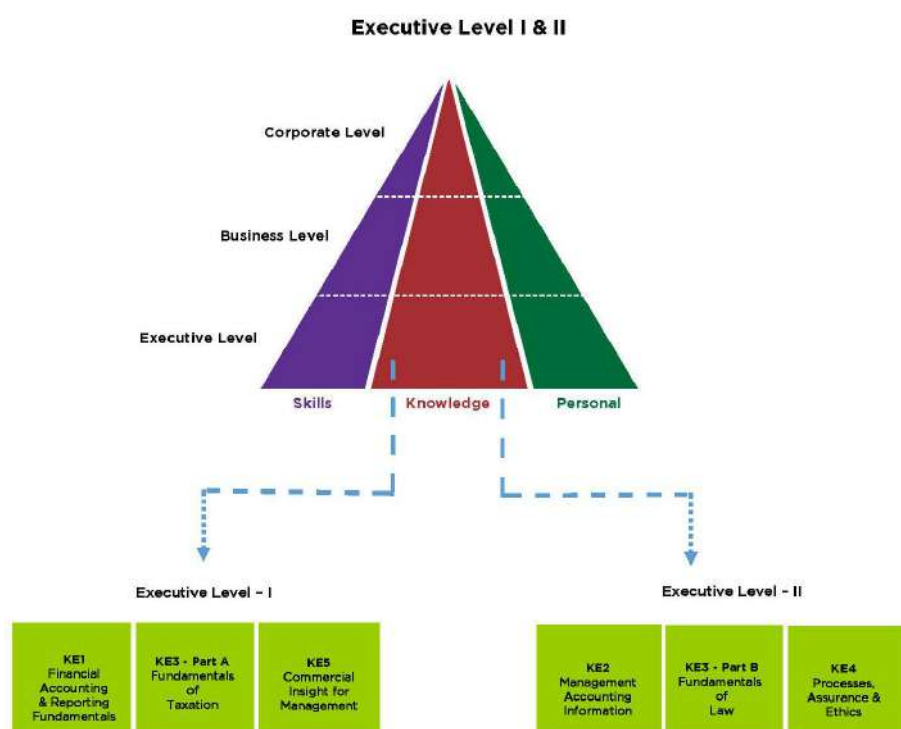 Executive Level I & II
Corporate Level
Business Level
Executive Level
Skills
Knowledge
Personal
Executive Level – I
Executive Level – II
KE1
Financial
Accounting
& Reporting
Fundamentals
KE3 - Part A
Fundamentals
of
Taxation
KE5
Commercial
Insight for
Management
KE2
Management
Accounting
Information
KE3 - Part B
Fundamentals
of
Law
KE4
Processes,
Assurance &
Ethics